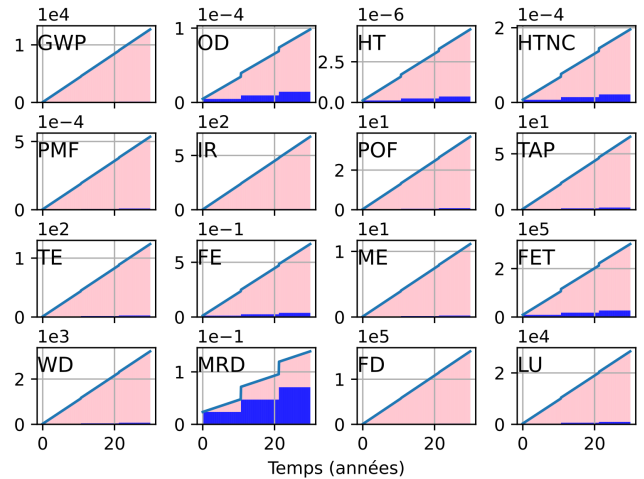 1e4 1e−4 1e−6 1e−4
1 GWP 1 OD HT 2 HTNC
2.5
0 0 0.0 0
1e−4 1e2 1e1 1e1
5 PMF 5 IR POF 5 TAP
2
0 0 0 0
1e2 1e−1 1e1 1e5
1 TE 5 FE 1 ME 2 FET
0 0 0 0
1e3 1e−1 1e5 1e4
WD 1 MRD FD 2 LU
2 1
0 0 0 0
0 20 0 20 0 20 0 20
Temps (années)